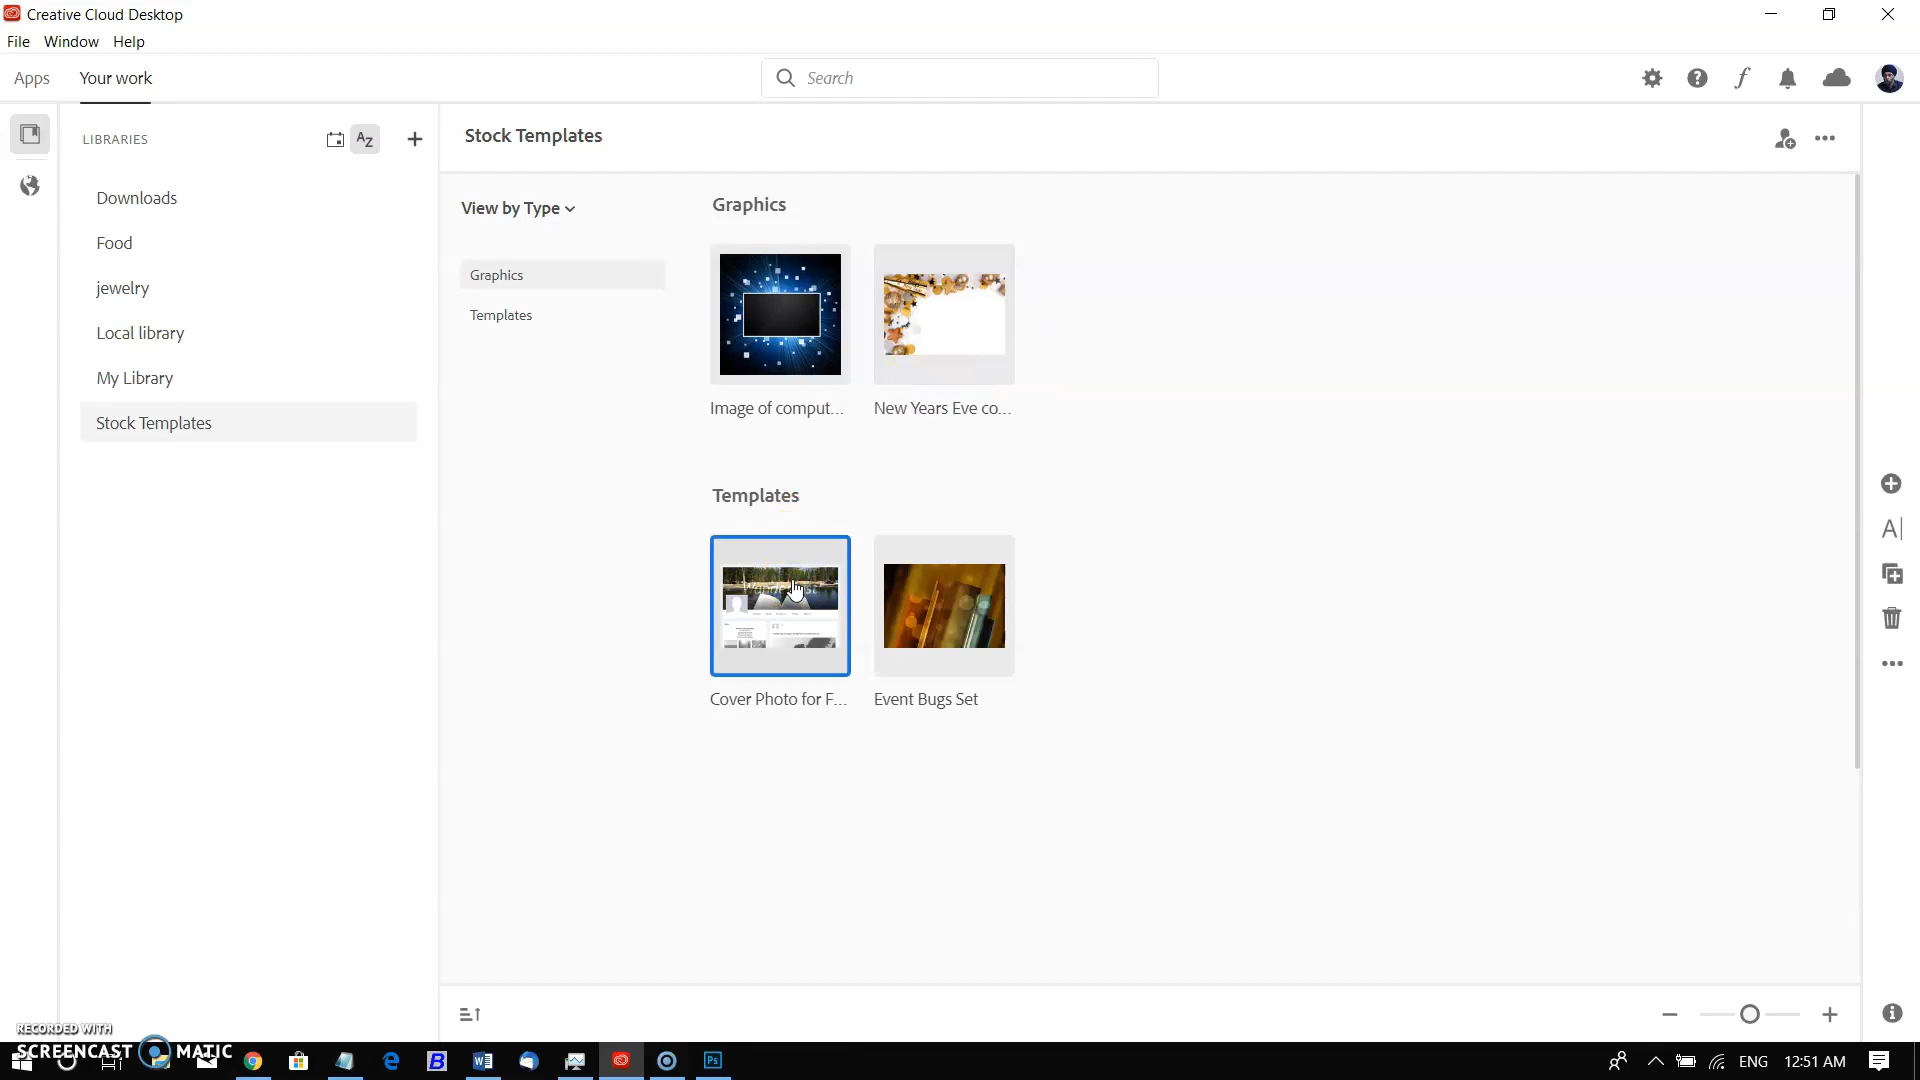 Creative Cloud Desktop
File Window Help
Apps Your work
Search
LIBRARIES
AZ
Downloads
Food
jewelry
Local library
My Library
Stock Templates
Stock Templates
View by Type
Graphics
Templates
Graphics
Image of comput...
New Years Eve co...
Templates
Wanderlust
Cover Photo for F...
Event Bugs Set
A
RECORDED WITH
SCREENCAST MATIC
ENG
12:51 AM